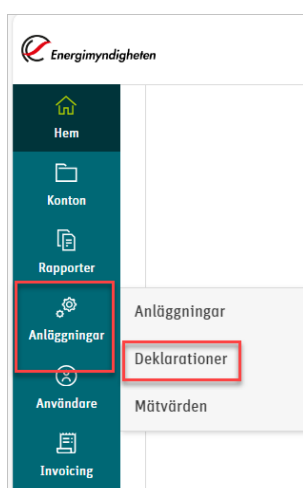 Energimyndigheten
Hem
Konton
Rapporter
Anläggningar
Anläggningar
Deklarationer
Mätvärden
Användare
Invoicing